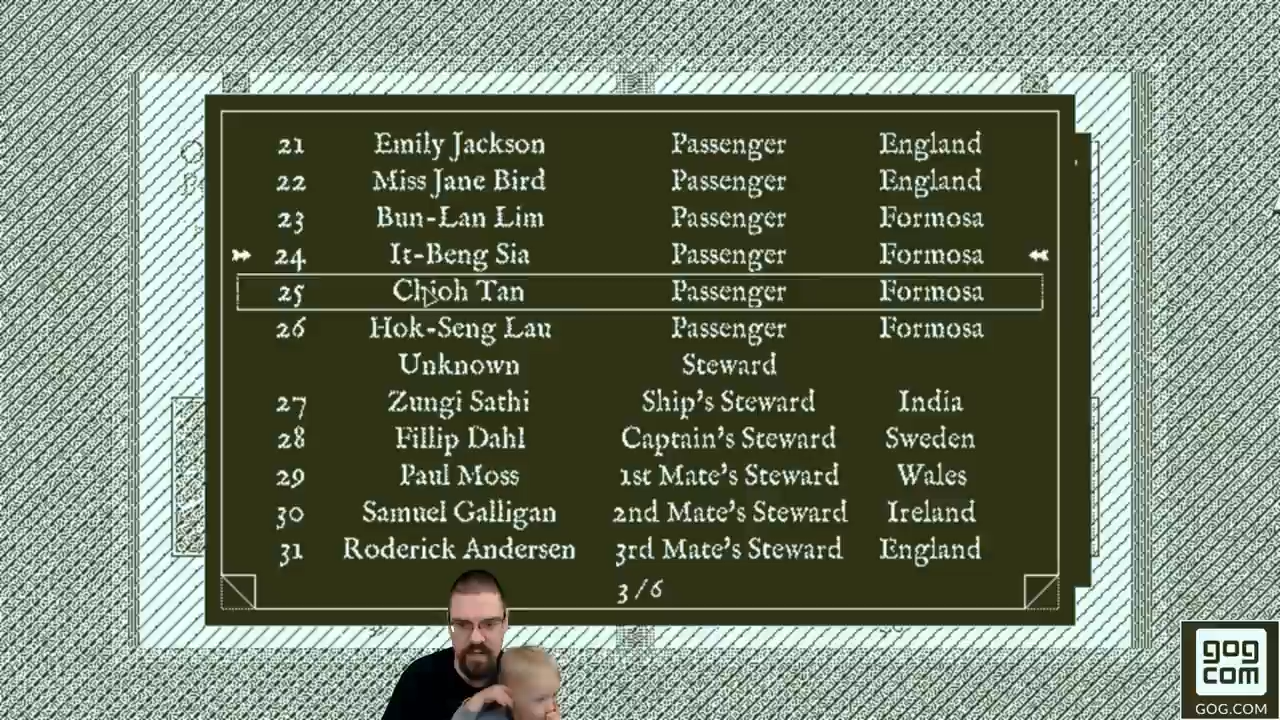 21 Emily Jackson Passenger England
22 Miss Jane Bird Passenger England
23 Bun-Lan Lim Passenger Formosa
24 It-Beng Sia Passenger Formosa
25 Chioh Tan Passenger Formosa
26 Hok-Seng Lau Passenger Formosa
Unknown Steward
27 Zungi Sathi Ship's Steward India
28 Fillip Dahl Captain's Steward Sweden
29 Paul Moss 1st Mate's Steward Wales
30 Samuel Galligan 2nd Mate's Steward Ireland
31 Roderick Andersen 3rd Mate's Steward England
3/6
gog
com
GOG.COM